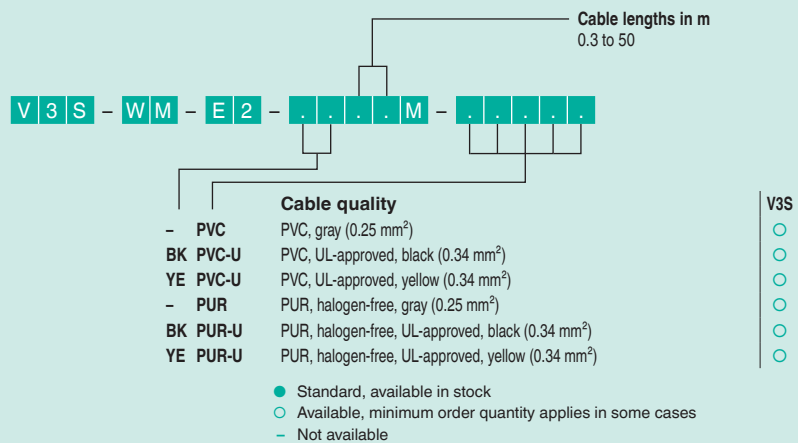 Cable lengths in m
0.3 to 50
V3S – WM – E2 – ....M – .....
Cable quality V3S
– PVC PVC, gray (0.25 mm²) ○
BK PVC-U PVC, UL-approved, black (0.34 mm²) ○
YE PVC-U PVC, UL-approved, yellow (0.34 mm²) ○
– PUR PUR, halogen-free, gray (0.25 mm²) ○
BK PUR-U PUR, halogen-free, UL-approved, black (0.34 mm²) ○
YE PUR-U PUR, halogen-free, UL-approved, yellow (0.34 mm²) ○
● Standard, available in stock
○ Available, minimum order quantity applies in some cases
– Not available